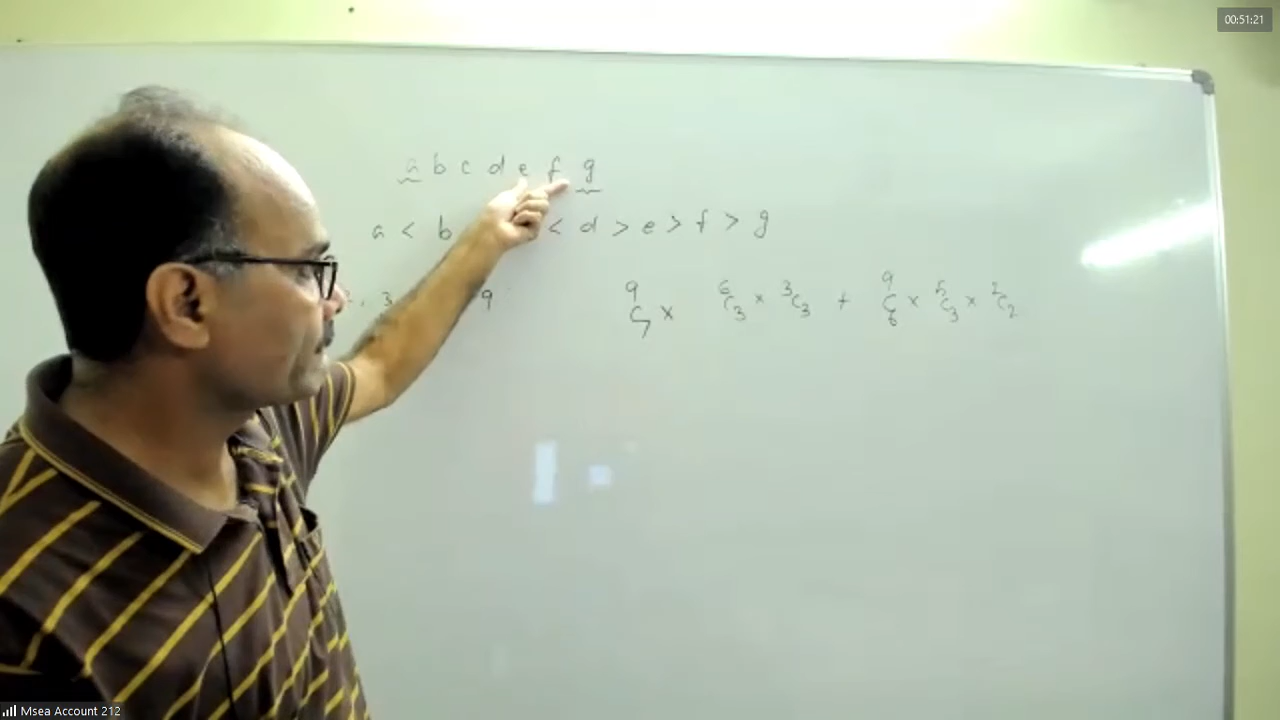 00:51:21
a b c d e f g
a < b < d > e > f > g
3 9 ⁹C₇ × ⁶C₃ × ³C₃ + ⁹C₆ × ⁵C₃ × ²C₂
Msea Account 212